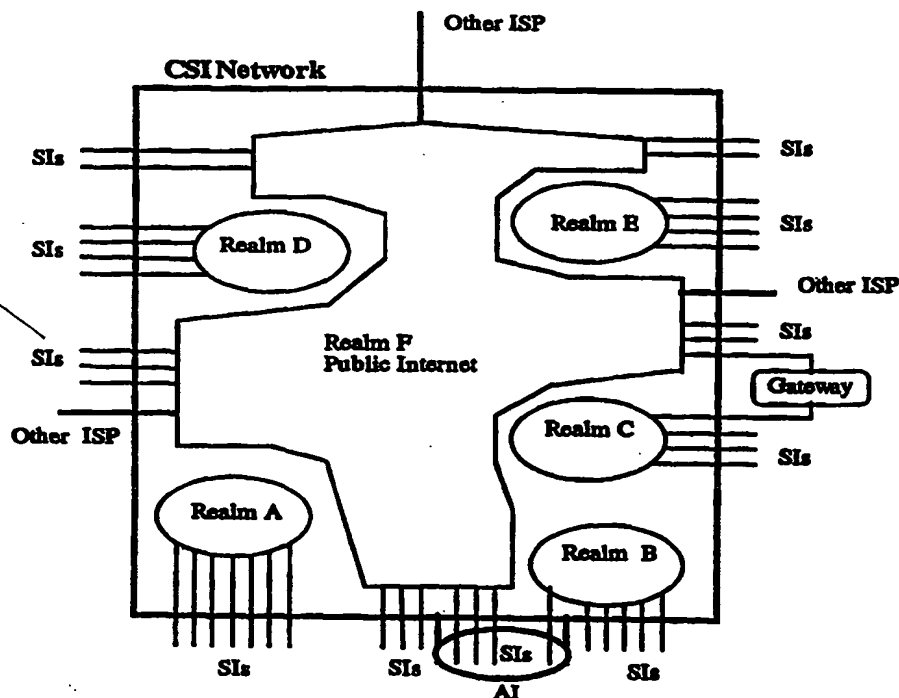 Other ISP
CSI Network
SIs
SIs
Realm E
SIs
SIs
Realm D
SIs
Other ISP
Realm F
Public Internet
SIs
SIs
Gateway
Other ISP
Realm C
SIs
Realm A
Realm B
SIs
SIs
SIs
SIs
AI